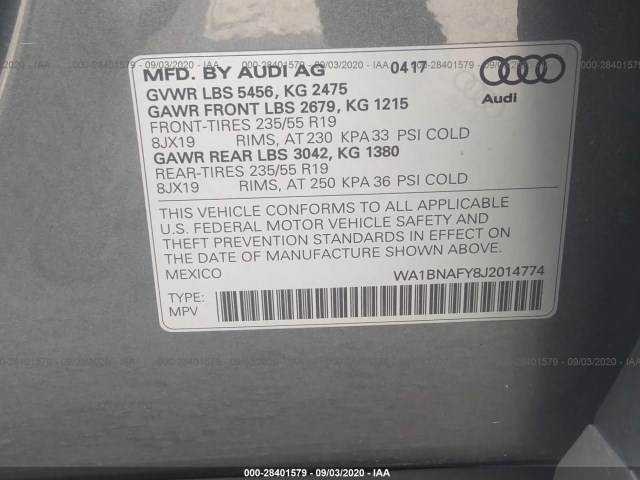 000-28401579 - 09/03/2020 - IAA
MFD. BY AUDI AG 0417
GVWR LBS 5456, KG 2475
GAWR FRONT LBS 2679, KG 1215
FRONT-TIRES 235/55 R19
8JX19 RIMS, AT 230 KPA 33 PSI COLD
GAWR REAR LBS 3042, KG 1380
REAR-TIRES 235/55 R19
8JX19 RIMS, AT 250 KPA 36 PSI COLD
Audi
THIS VEHICLE CONFORMS TO ALL APPLICABLE
U.S. FEDERAL MOTOR VEHICLE SAFETY AND
THEFT PREVENTION STANDARDS IN EFFECT ON
THE DATE OF MANUFACTURE SHOWN ABOVE.
MEXICO WA1BNAFY8J2014774
TYPE:
MPV
000-28401579 - 09/03/2020 - IAA